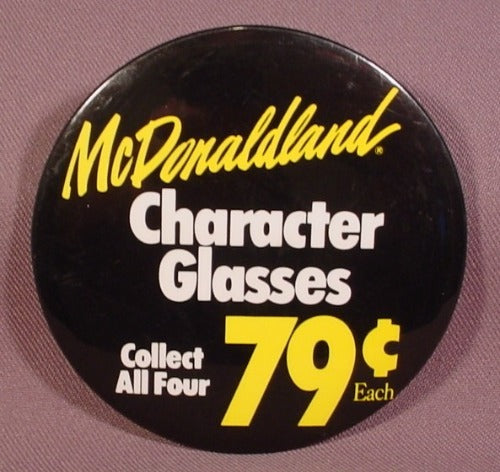 McDonaldland®
Character
Glasses
Collect
All Four
79¢
Each